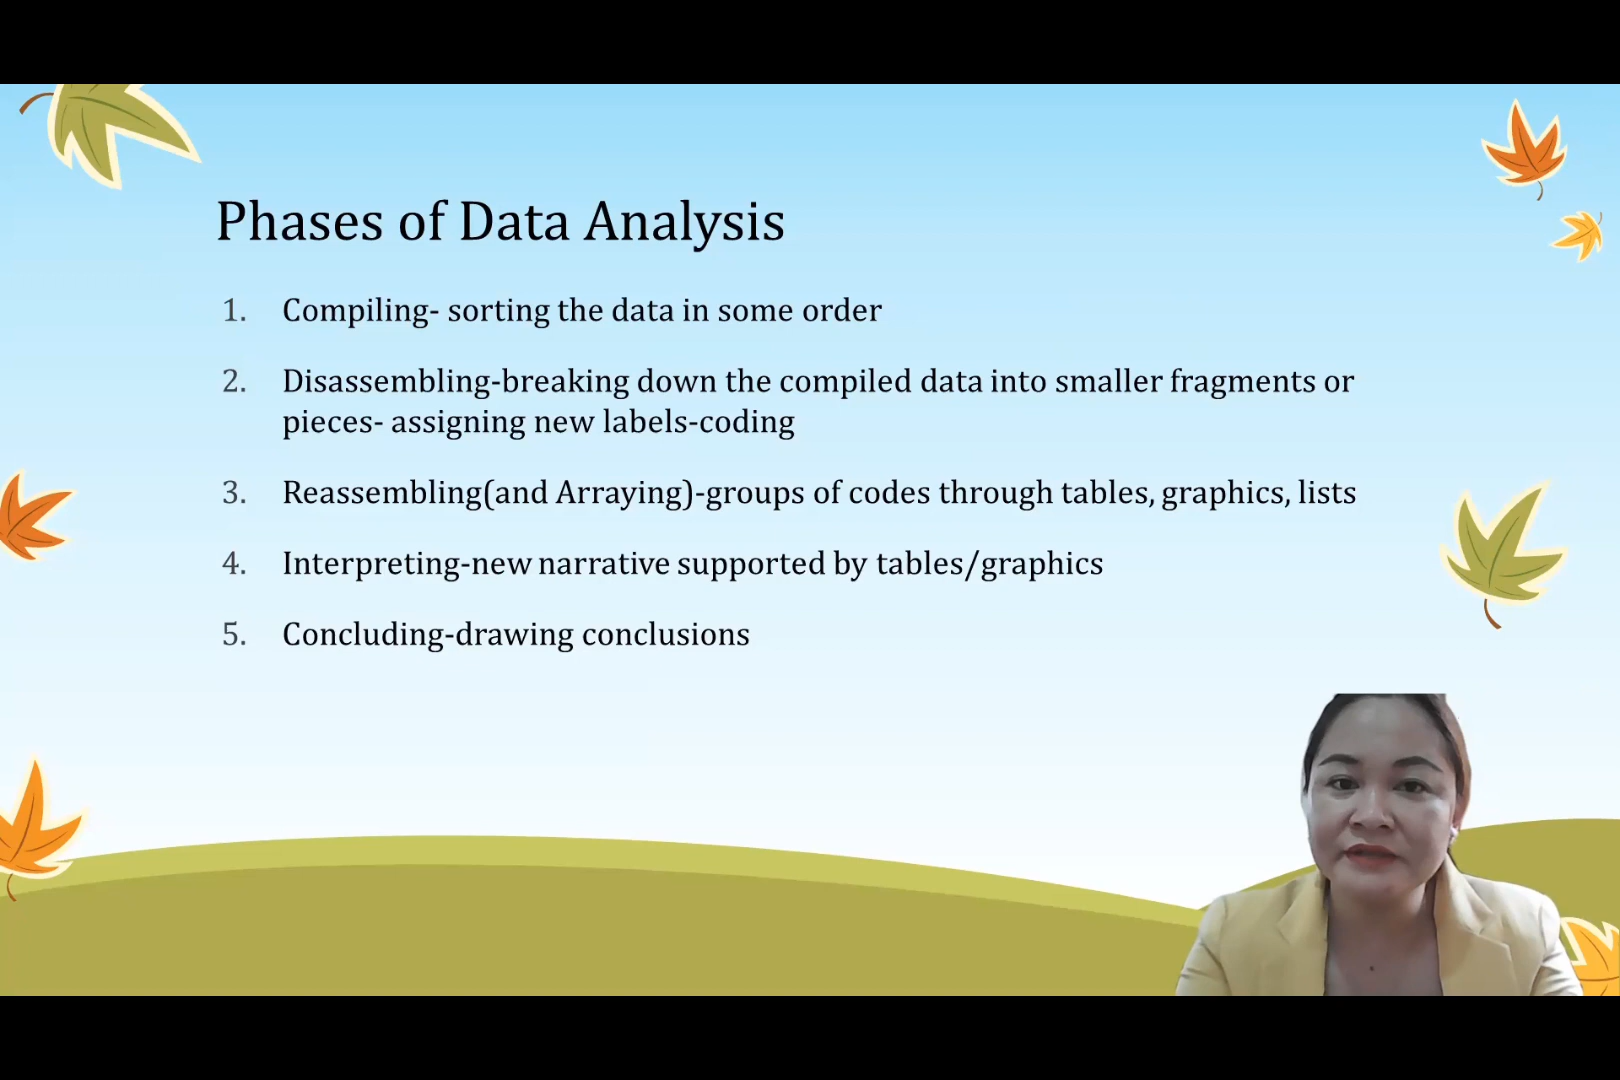 Phases of Data Analysis
1. Compiling- sorting the data in some order
2. Disassembling-breaking down the compiled data into smaller fragments or
pieces- assigning new labels-coding
3. Reassembling(and Arraying)-groups of codes through tables, graphics, lists
4. Interpreting-new narrative supported by tables/graphics
5. Concluding-drawing conclusions